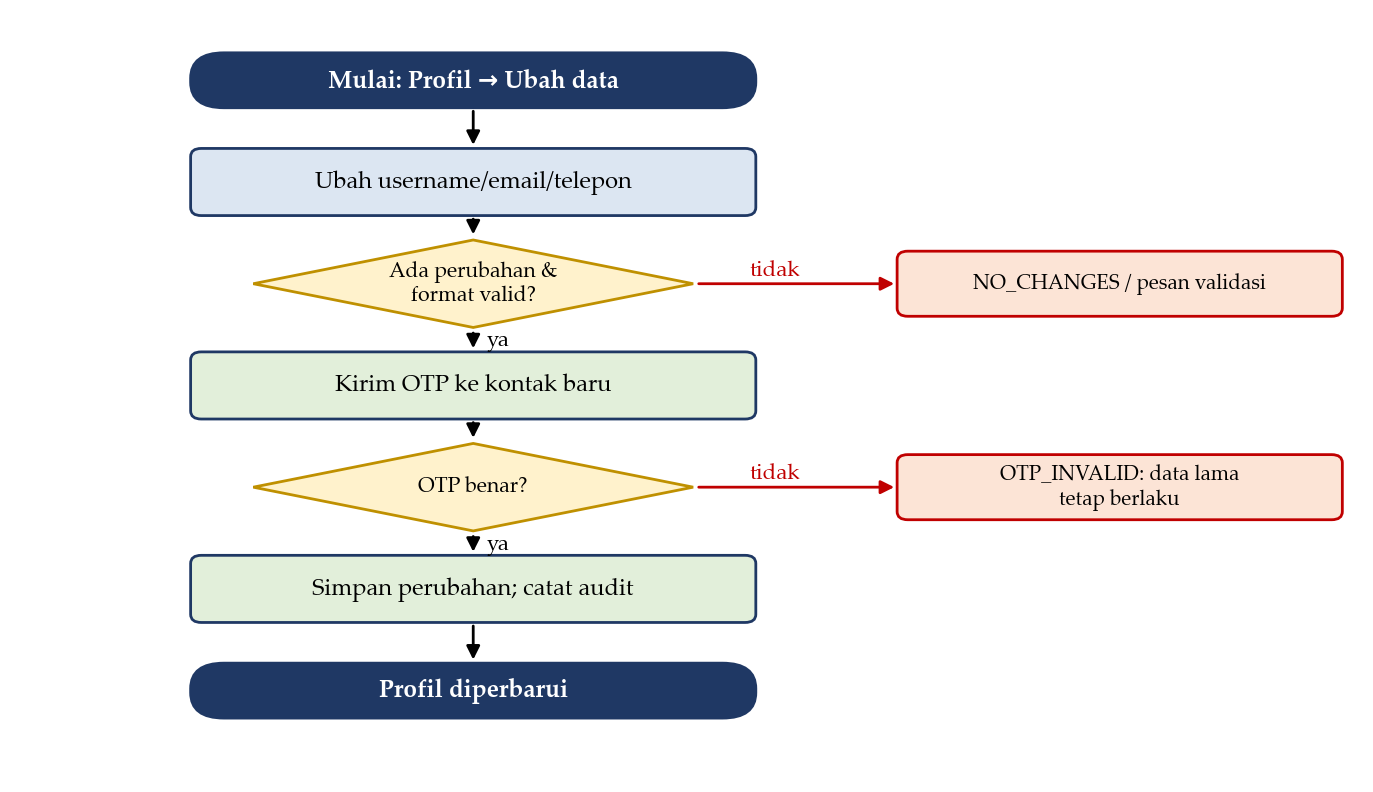 Mulai: Profil → Ubah data
Ubah username/email/telepon
Ada perubahan &
format valid?
tidak
NO_CHANGES / pesan validasi
ya
Kirim OTP ke kontak baru
OTP benar?
tidak
OTP_INVALID: data lama
tetap berlaku
ya
Simpan perubahan; catat audit
Profil diperbarui